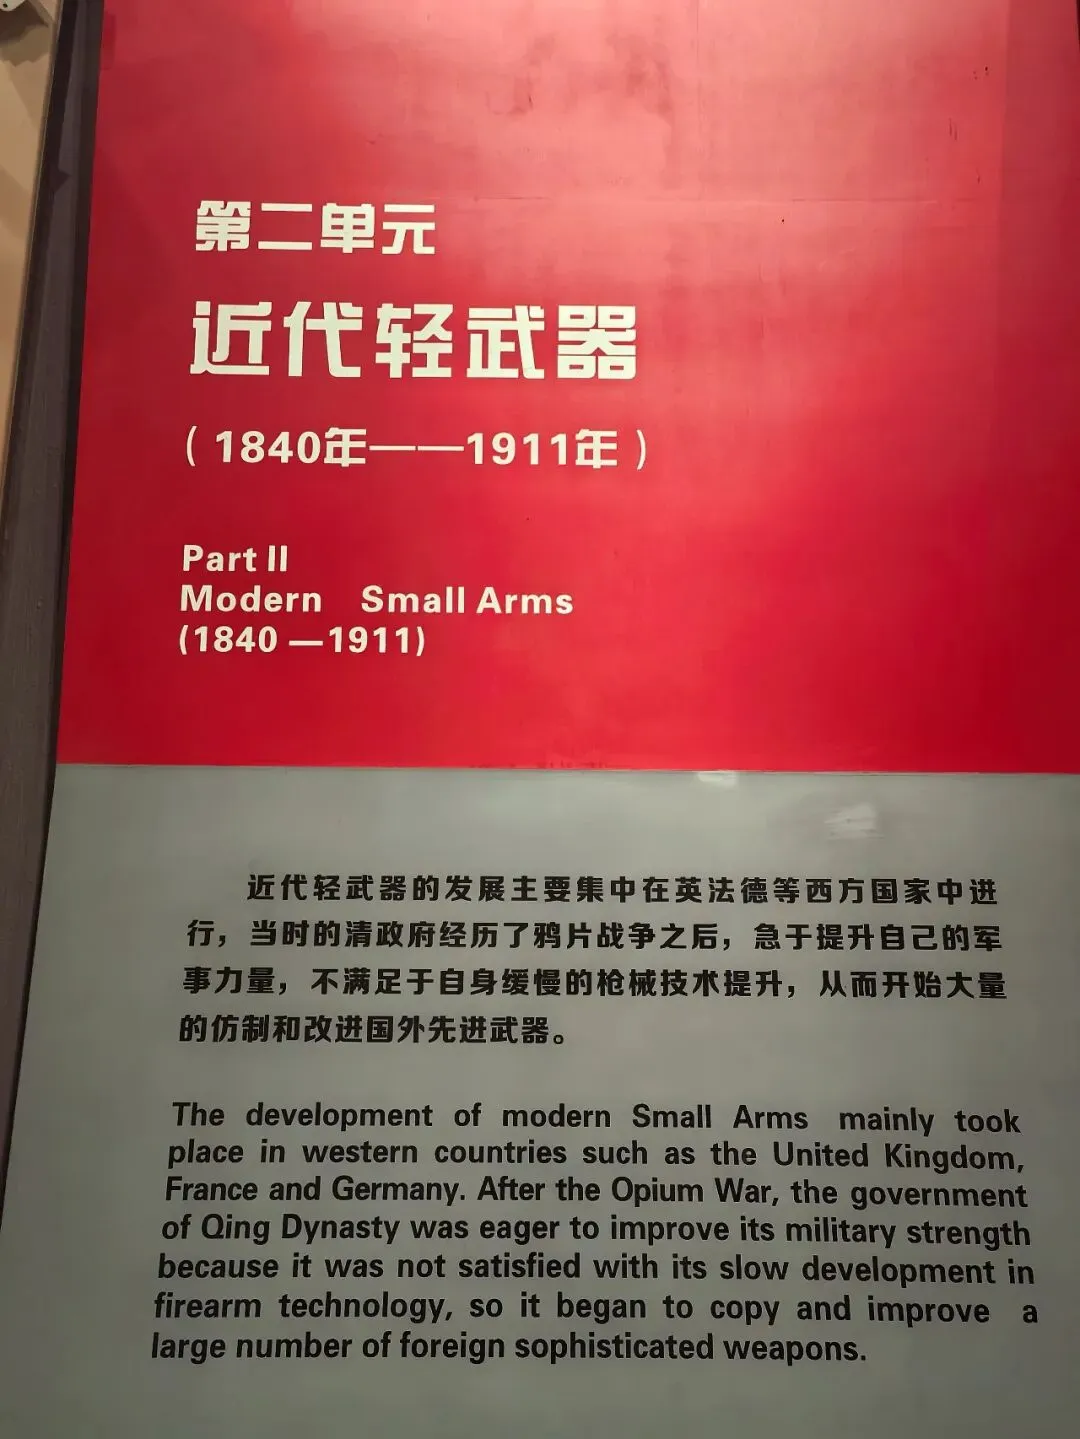 第二单元
近代轻武器
（1840年——1911年）
Part II
Modern Small Arms
(1840 —1911)
近代轻武器的发展主要集中在英法德等西方国家中进
行，当时的清政府经历了鸦片战争之后，急于提升自己的军
事力量，不满足于自身缓慢的枪械技术提升，从而开始大量
的仿制和改进国外先进武器。
The development of modern Small Arms mainly took
place in western countries such as the United Kingdom,
France and Germany. After the Opium War, the government
of Qing Dynasty was eager to improve its military strength
because it was not satisfied with its slow development in
firearm technology, so it began to copy and improve a
large number of foreign sophisticated weapons.